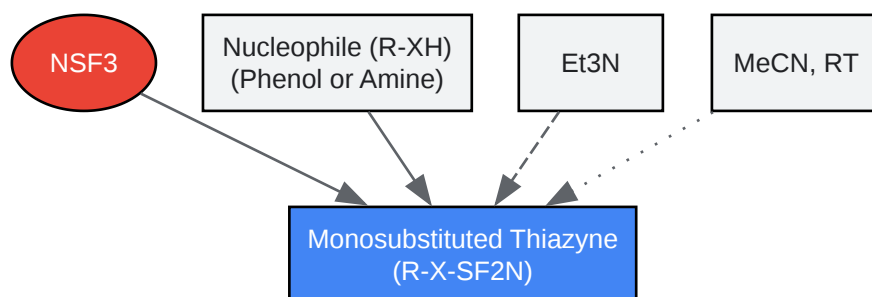 NSF3
Nucleophile (R-XH)
(Phenol or Amine)
Et3N
MeCN, RT
Monosubstituted Thiazyne
(R-X-SF2N)